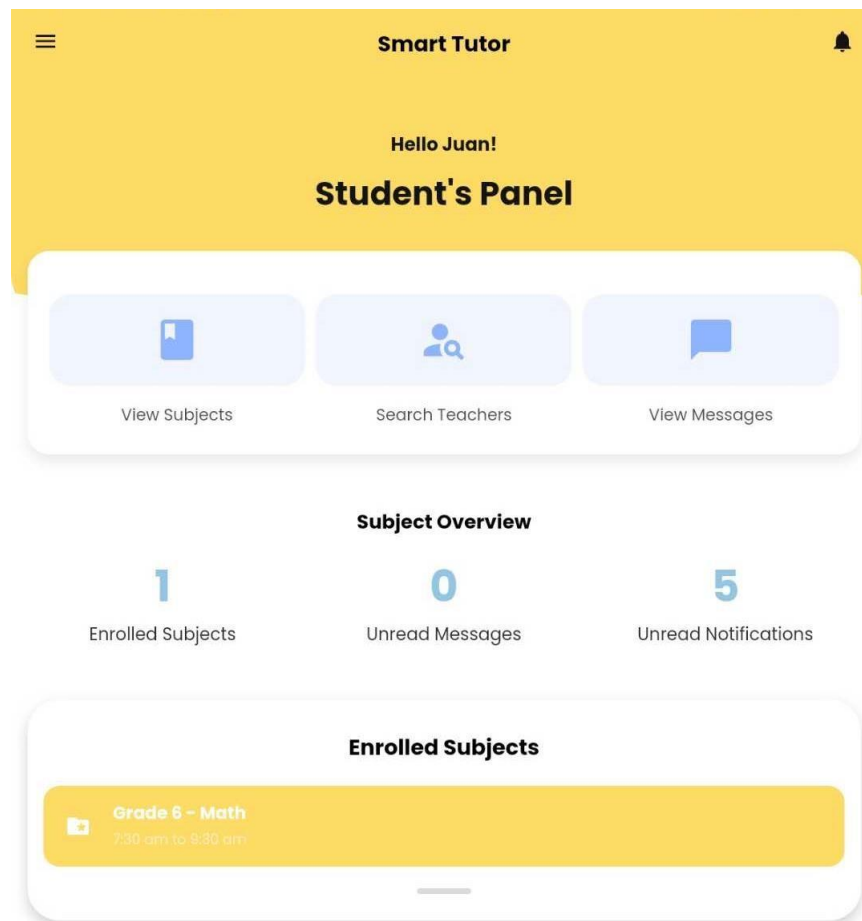 Smart Tutor
Hello Juan!
Student's Panel
View Subjects
Search Teachers
View Messages
Subject Overview
1
0
5
Enrolled Subjects
Unread Messages
Unread Notifications
Enrolled Subjects
Grade 6 - Math
7:30 am to 9:30 am